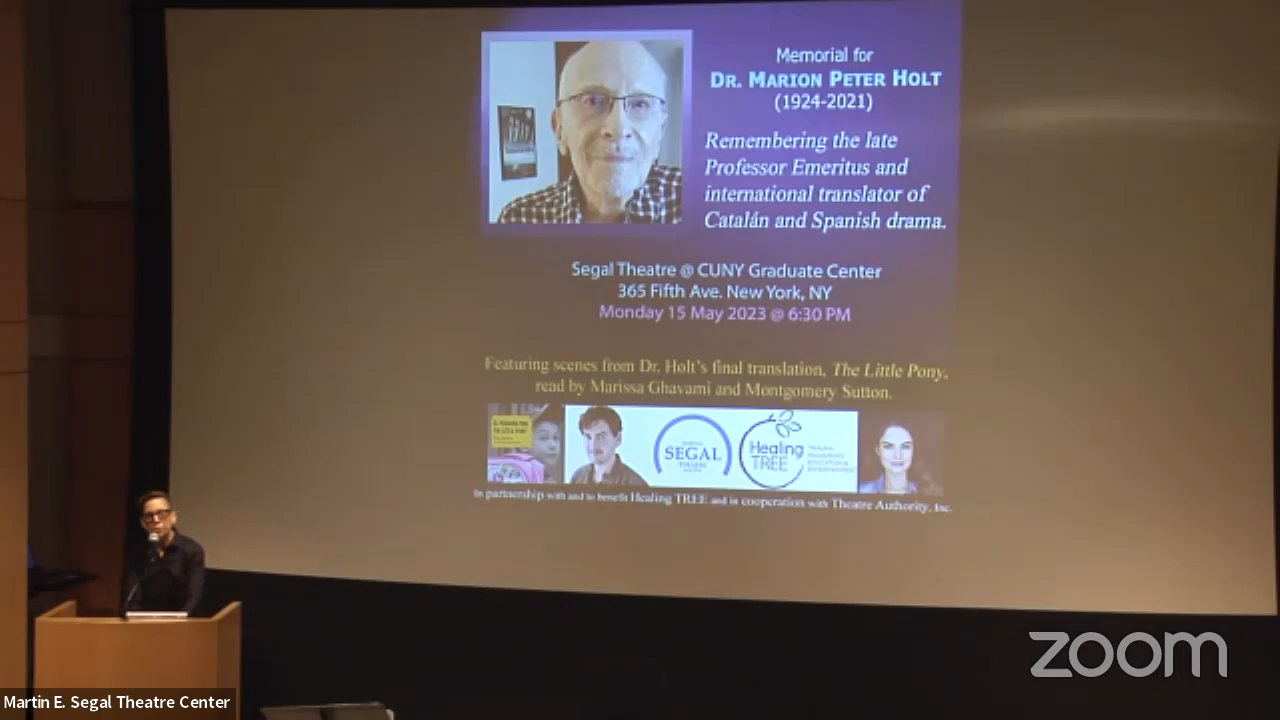 Memorial for
DR. MARION PETER HOLT
(1924-2021)
Remembering the late
Professor Emeritus and
international translator of
Catalán and Spanish drama.
Segal Theatre @ CUNY Graduate Center
365 Fifth Ave. New York, NY
Monday 15 May 2023 @ 6:30 PM
Featuring scenes from Dr. Holt's final translation, The Little Pony,
read by Marissa Ghavami and Montgomery Sutton.
SEGAL
THEATRE
Healing
TREE
In partnership with and to benefit Healing TREE and in cooperation with Theatre Authority, Inc.
zoom
Martin E. Segal Theatre Center